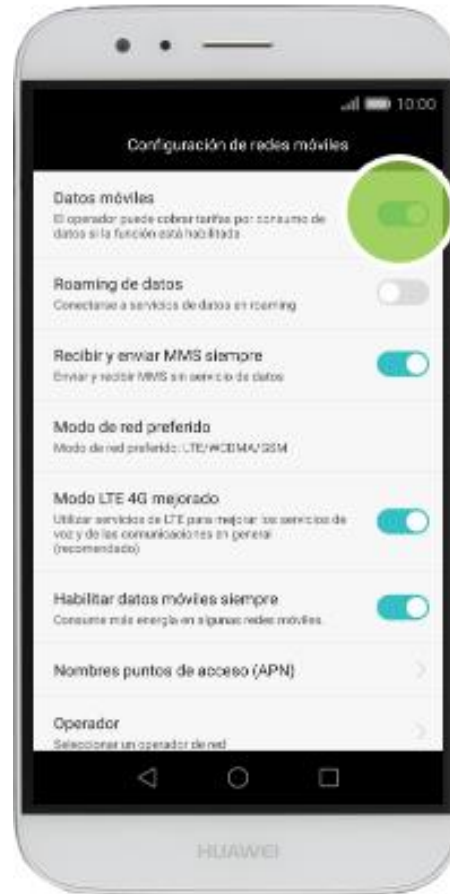 10:00
Configuración de redes móviles
Datos móviles
El operador puede cobrar tarifas por consumo de
datos si la función está habilitada
Roaming de datos
Conectarse a servicios de datos en roaming
Recibir y enviar MMS siempre
Enviar y recibir MMS sin servicio de datos
Modo de red preferido
Modo de red preferido: LTE/WCDMA/GSM
Modo LTE 4G mejorado
Utilizar servicios de LTE para mejorar los servicios de
voz y de las comunicaciones en general
(recomendado)
Habilitar datos móviles siempre
Consume más energía en algunas redes móviles.
Nombres puntos de acceso (APN)
Operador
Seleccionar un operador de red
HUAWEI